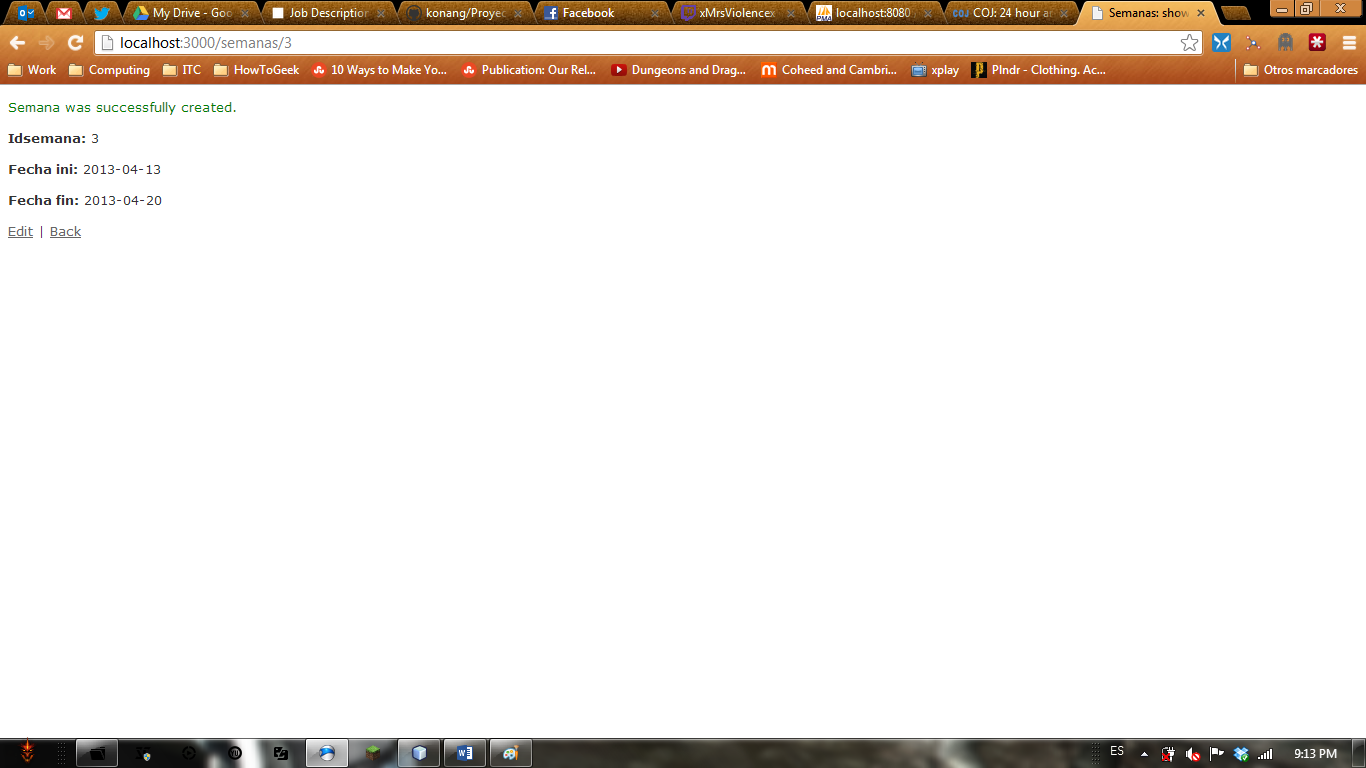 My Drive - Goo
Job Description
konang/Proyec
Facebook
xMrsViolencex
localhost:8080
COJ: 24 hour a
Semanas: show
localhost:3000/semanas/3
Work
Computing
ITC
HowToGeek
10 Ways to Make Yo...
Publication: Our Rel...
Dungeons and Drag...
Coheed and Cambri...
xplay
Plndr - Clothing. Ac...
Otros marcadores
Semana was successfully created.
Idsemana: 3
Fecha ini: 2013-04-13
Fecha fin: 2013-04-20
Edit | Back
ES
9:13 PM